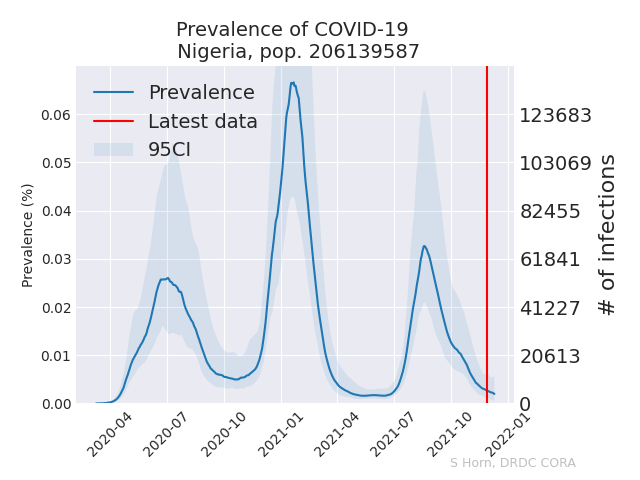 Prevalence of COVID-19
Nigeria, pop. 206139587
Prevalence
Latest data
95CI
Prevalence (%)
0.06
0.05
0.04
0.03
0.02
0.01
0.00
123683
103069
82455
61841
41227
20613
0
# of infections
2020-04
2020-07
2020-10
2021-01
2021-04
2021-07
2021-10
2022-01
S Horn, DRDC CORA